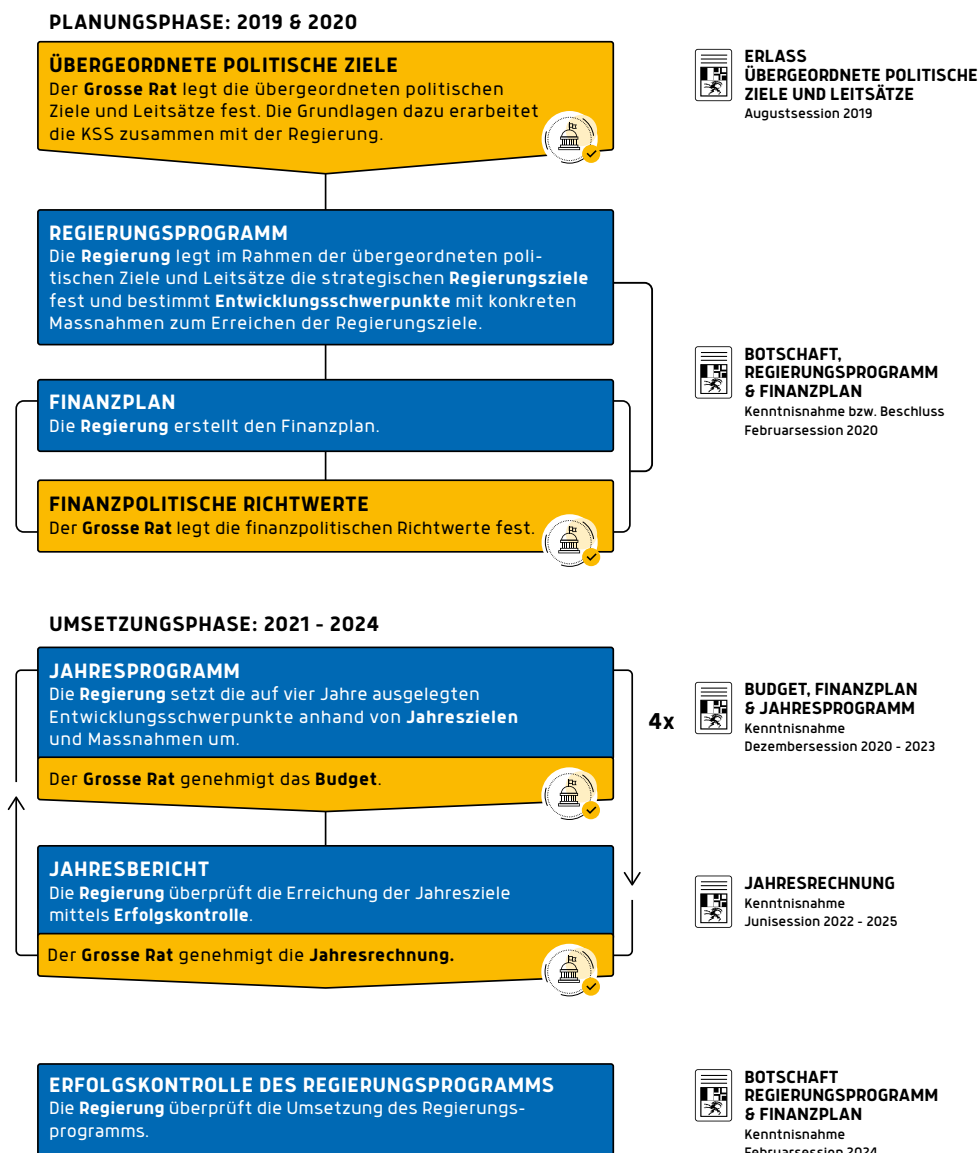 PLANUNGSPHASE: 2019 & 2020
ÜBERGEORDNETE POLITISCHE ZIELE
Der Grosse Rat legt die übergeordneten politischen
Ziele und Leitsätze fest. Die Grundlagen dazu erarbeitet
die KSS zusammen mit der Regierung.
ERLASS
ÜBERGEORDNETE POLITISCHE
ZIELE UND LEITSÄTZE
Augustsession 2019
REGIERUNGSPROGRAMM
Die Regierung legt im Rahmen der übergeordneten poli-
tischen Ziele und Leitsätze die strategischen Regierungsziele
fest und bestimmt Entwicklungsschwerpunkte mit konkreten
Massnahmen zum Erreichen der Regierungsziele.
FINANZPLAN
Die Regierung erstellt den Finanzplan.
BOTSCHAFT,
REGIERUNGSPROGRAMM
& FINANZPLAN
Kenntnisnahme bzw. Beschluss
Februarsession 2020
FINANZPOLITISCHE RICHTWERTE
Der Grosse Rat legt die finanzpolitischen Richtwerte fest.
UMSETZUNGSPHASE: 2021 - 2024
JAHRESPROGRAMM
Die Regierung setzt die auf vier Jahre ausgelegten
Entwicklungsschwerpunkte anhand von Jahreszielen
und Massnahmen um.
Der Grosse Rat genehmigt das Budget.
4x
BUDGET, FINANZPLAN
& JAHRESPROGRAMM
Kenntnisnahme
Dezembersession 2020 - 2023
JAHRESBERICHT
Die Regierung überprüft die Erreichung der Jahresziele
mittels Erfolgskontrolle.
Der Grosse Rat genehmigt die Jahresrechnung.
JAHRESRECHNUNG
Kenntnisnahme
Junisession 2022 - 2025
ERFOLGSKONTROLLE DES REGIERUNGSPROGRAMMS
Die Regierung überprüft die Umsetzung des Regierungs-
programms.
BOTSCHAFT
REGIERUNGSPROGRAMM
& FINANZPLAN
Kenntnisnahme
Februarsession 2024